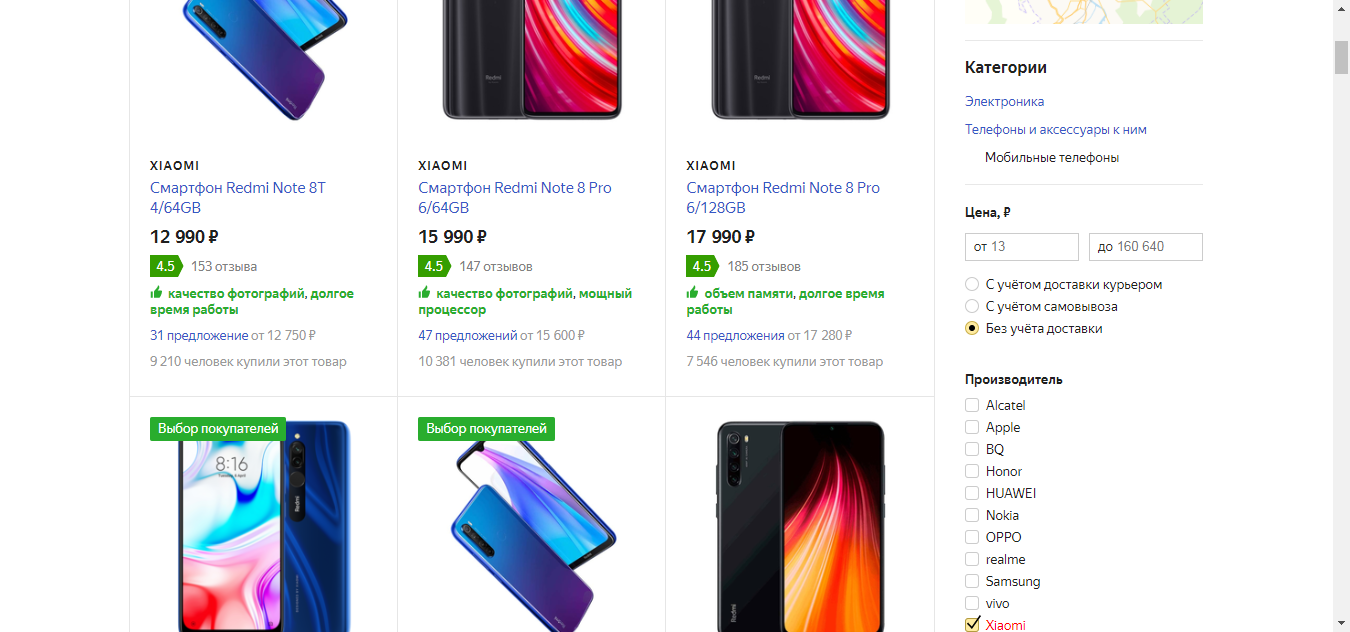 XIAOMI
Смартфон Redmi Note 8T
4/64GB
12 990 ₽
4.5 153 отзыва
качество фотографий, долгое
время работы
31 предложение от 12 750 ₽
9 210 человек купили этот товар
XIAOMI
Смартфон Redmi Note 8 Pro
6/64GB
15 990 ₽
4.5 147 отзывов
качество фотографий, мощный
процессор
47 предложений от 15 600 ₽
10 381 человек купили этот товар
XIAOMI
Смартфон Redmi Note 8 Pro
6/128GB
17 990 ₽
4.5 185 отзывов
объем памяти, долгое время
работы
44 предложения от 17 280 ₽
7 546 человек купили этот товар
Выбор покупателей
8:16
Redmi
Выбор покупателей
Redmi
Категории
Электроника
Телефоны и аксессуары к ним
Мобильные телефоны
Цена, ₽
от 13
до 160 640
С учётом доставки курьером
С учётом самовывоза
Без учёта доставки
Производитель
Alcatel
Apple
BQ
Honor
HUAWEI
Nokia
OPPO
realme
Samsung
vivo
Xiaomi